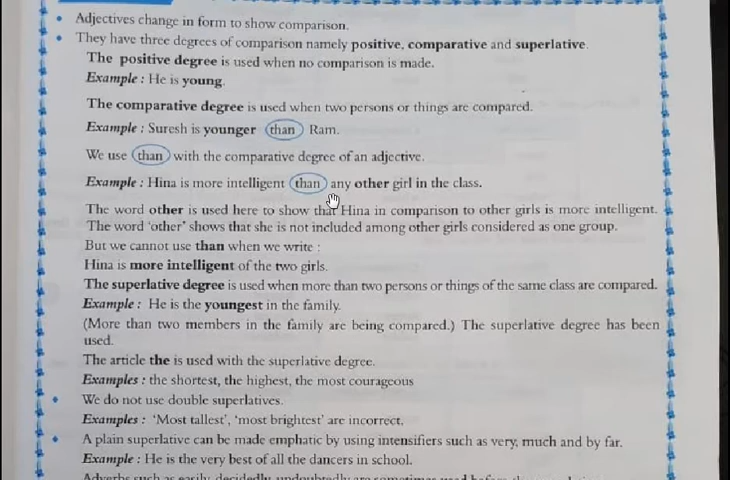 Adjectives change in form to show comparison.
They have three degrees of comparison namely positive, comparative and superlative.
The positive degree is used when no comparison is made.
Example : He is young.
The comparative degree is used when two persons or things are compared.
Example : Suresh is younger than Ram.
We use than with the comparative degree of an adjective.
Example : Hina is more intelligent than any other girl in the class.
The word other is used here to show that Hina in comparison to other girls is more intelligent.
The word 'other' shows that she is not included among other girls considered as one group.
But we cannot use than when we write :
Hina is more intelligent of the two girls.
The superlative degree is used when more than two persons or things of the same class are compared.
Example : He is the youngest in the family.
(More than two members in the family are being compared.) The superlative degree has been
used.
The article the is used with the superlative degree.
Examples : the shortest, the highest, the most courageous
We do not use double superlatives.
Examples : 'Most tallest', 'most brightest' are incorrect.
A plain superlative can be made emphatic by using intensifiers such as very, much and by far.
Example : He is the very best of all the dancers in school.
Adverbs such as easily, decidedly, undoubtedly are sometimes used before the